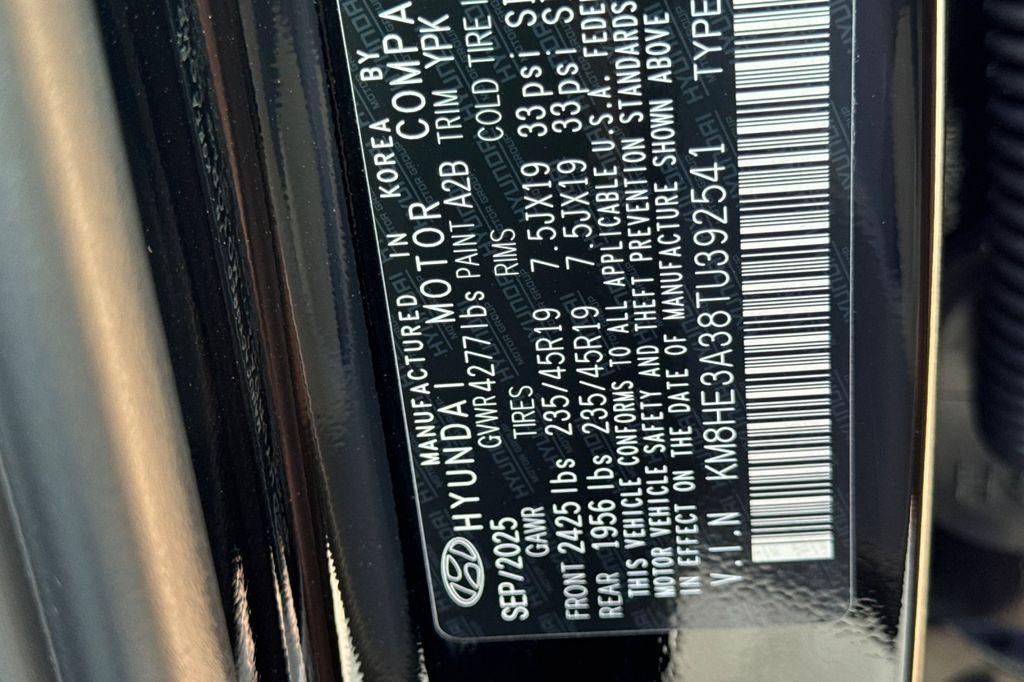 MANUFACTURED IN KOREA BY
HYUNDAI MOTOR COMPA
SEP/2025 GVWR 4277 lbs PAINT A2B TRIM YPK
GAWR TIRES RIMS COLD TIRE
FRONT 2425 lbs 235/45R19 7.5JX19 33psi
REAR 1956 lbs 235/45R19 7.5JX19 33psi
THIS VEHICLE CONFORMS TO ALL APPLICABLE U.S.A. FEDE
MOTOR VEHICLE SAFETY AND THEFT PREVENTION STANDARDS
IN EFFECT ON THE DATE OF MANUFACTURE SHOWN ABOVE
V.I.N KM8HE3A38TU392541 TYPE